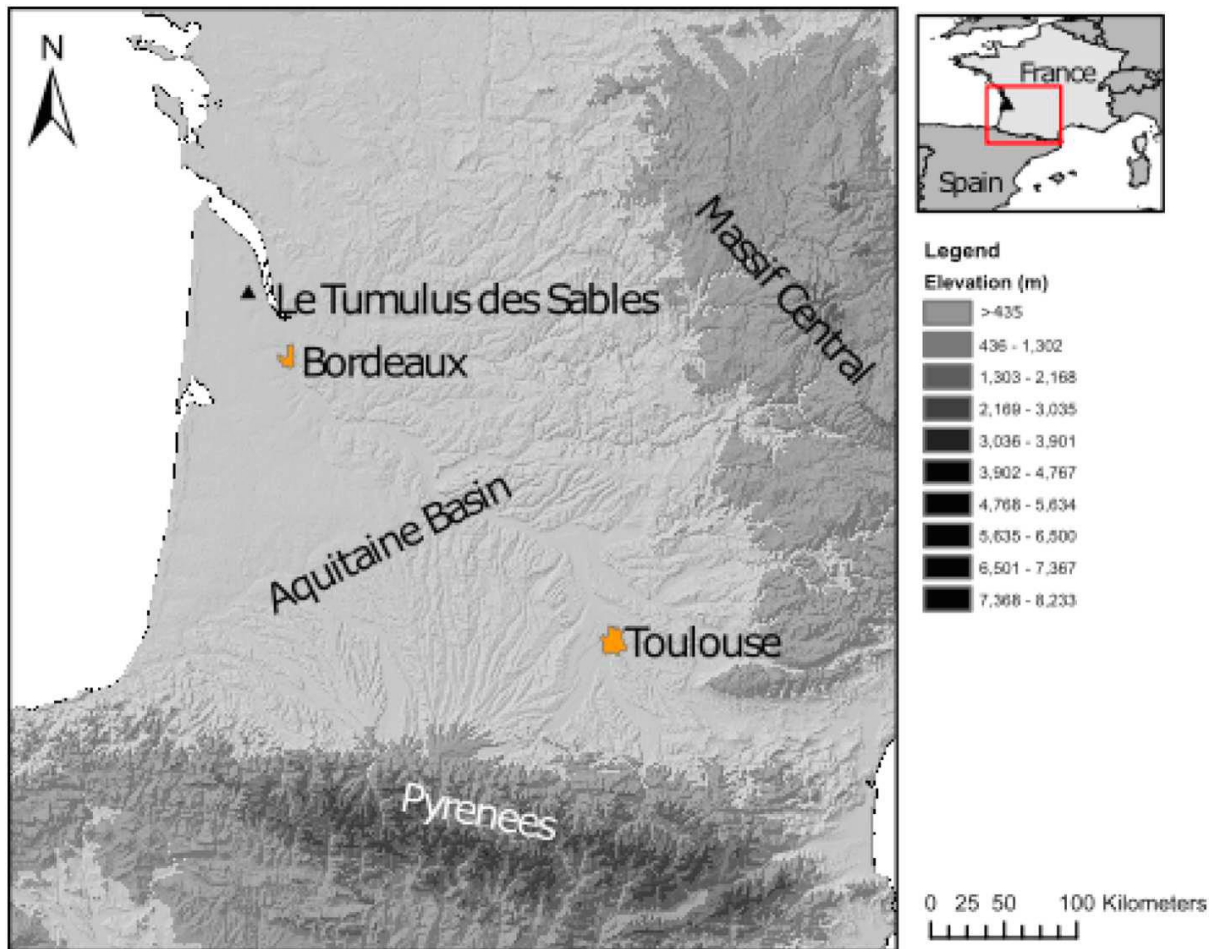 N
Le Tumulus des Sables
Bordeaux
Massif Central
Aquitaine Basin
Toulouse
Pyrenees
France
Spain
Legend
Elevation (m)
>435
436 - 1,302
1,303 - 2,168
2,169 - 3,035
3,036 - 3,901
3,902 - 4,767
4,768 - 5,634
5,635 - 6,500
6,501 - 7,367
7,368 - 8,233
0 25 50 100 Kilometers